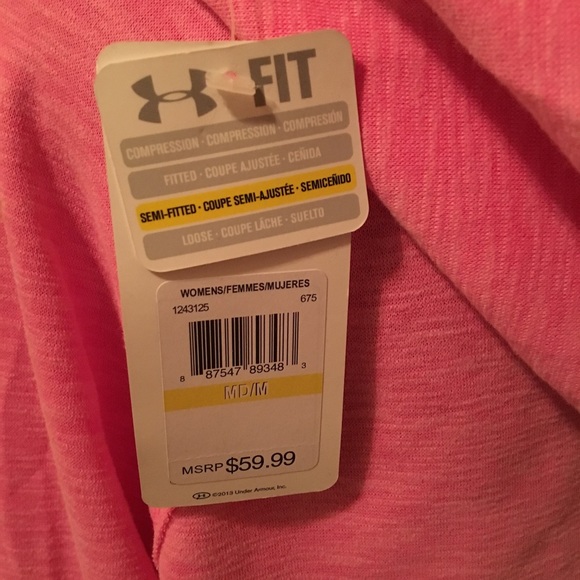 FIT
COMPRESSION · COMPRESSION · COMPRESIÓN
FITTED · COUPE AJUSTÉE · CEÑIDA
SEMI-FITTED · COUPE SEMI-AJUSTÉE · SEMICEÑIDO
LOOSE · COUPE LÂCHE · SUELTO
WOMENS/FEMMES/MUJERES
1243125 675
8 87547 89348 3
MD/M
MSRP $59.99
©2013 Under Armour, Inc.